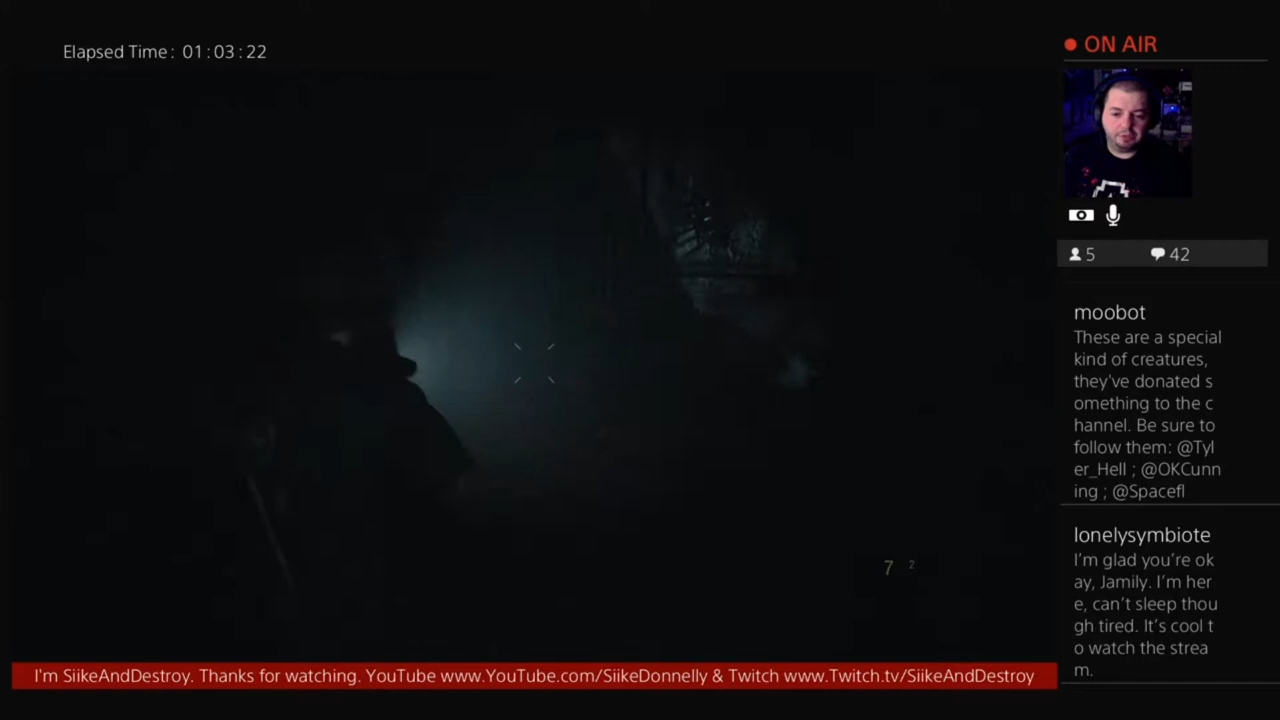 Elapsed Time: 01:03:22
ON AIR
5 42
moobot
These are a special
kind of creatures,
they've donated s
omething to the c
hannel. Be sure to
follow them: @Tyl
er_Hell ; @OKCunn
ing ; @Spacefl
lonelysymbiote
I'm glad you're ok
ay, Jamily. I'm her
e, can't sleep thou
gh tired. It's cool t
o watch the strea
m.
7 2
I'm SiikeAndDestroy. Thanks for watching. YouTube www.YouTube.com/SiikeDonnelly & Twitch www.Twitch.tv/SiikeAndDestroy